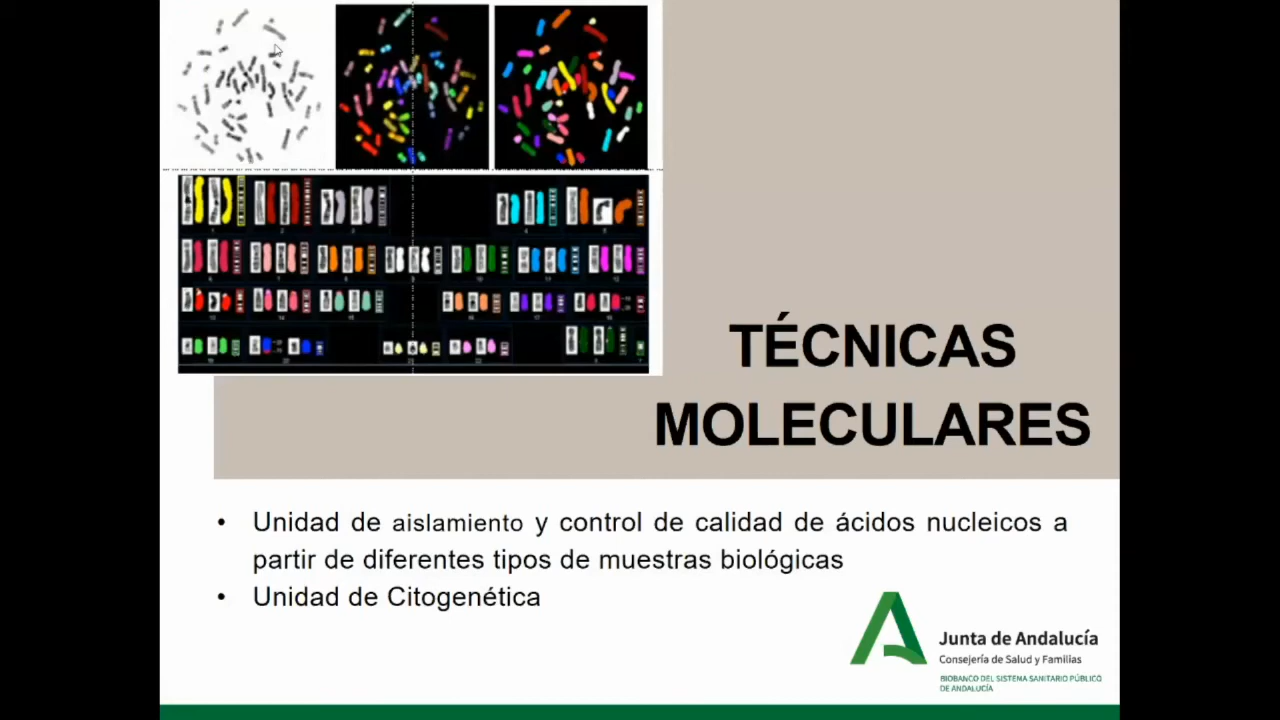 TÉCNICAS
MOLECULARES
• Unidad de aislamiento y control de calidad de ácidos nucleicos a
partir de diferentes tipos de muestras biológicas
• Unidad de Citogenética
Junta de Andalucía
Consejería de Salud y Familias
BIOBANCO DEL SISTEMA SANITARIO PÚBLICO
DE ANDALUCÍA